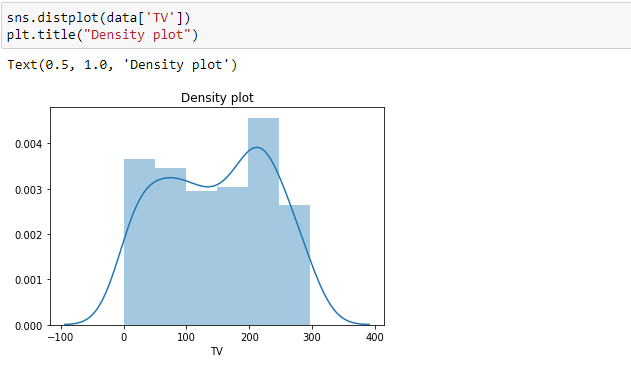 sns.distplot(data['TV'])
plt.title("Density plot")
Text(0.5, 1.0, 'Density plot')
Density plot
0.004
0.003
0.002
0.001
0.000
−100 0 100 200 300 400
TV